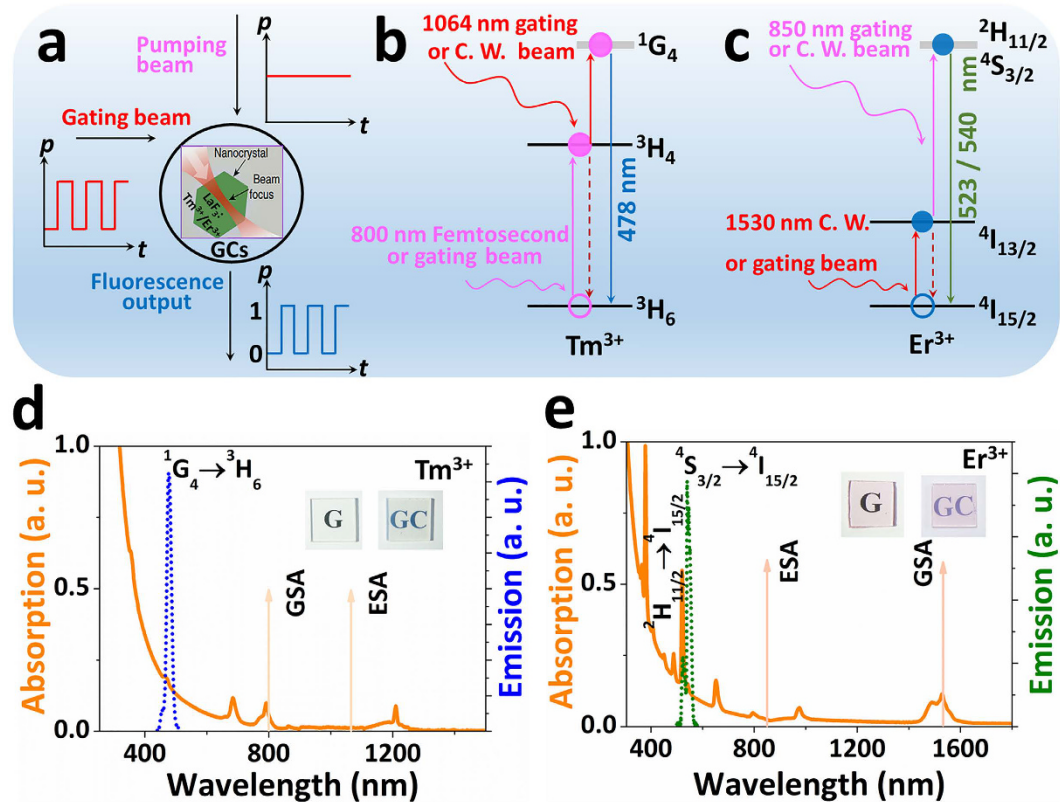 a
p
Pumping
beam
t
Gating beam
p
t
Nanocrystal
Beam
focus
LaF₃:
Tm³⁺/Er³⁺
GCs
Fluorescence
output
p
1
0
t
b
1064 nm gating
or C. W. beam
¹G₄
³H₄
478 nm
800 nm Femtosecond
or gating beam
³H₆
Tm³⁺
c
850 nm gating
or C. W. beam
²H₁₁/₂
⁴S₃/₂
523 / 540 nm
1530 nm C. W.
or gating beam
⁴I₁₃/₂
⁴I₁₅/₂
Er³⁺
d
Absorption (a. u.)
1.0
0.5
0.0
¹G₄→³H₆
Tm³⁺
G
GC
GSA
ESA
Emission (a. u.)
400
800
1200
Wavelength (nm)
e
Absorption (a. u.)
1.0
0.5
0.0
⁴S₃/₂→⁴I₁₅/₂
²H₁₁/₂→⁴I₁₅/₂
Er³⁺
G
GC
ESA
GSA
Emission (a. u.)
400
800
1200
1600
Wavelength (nm)